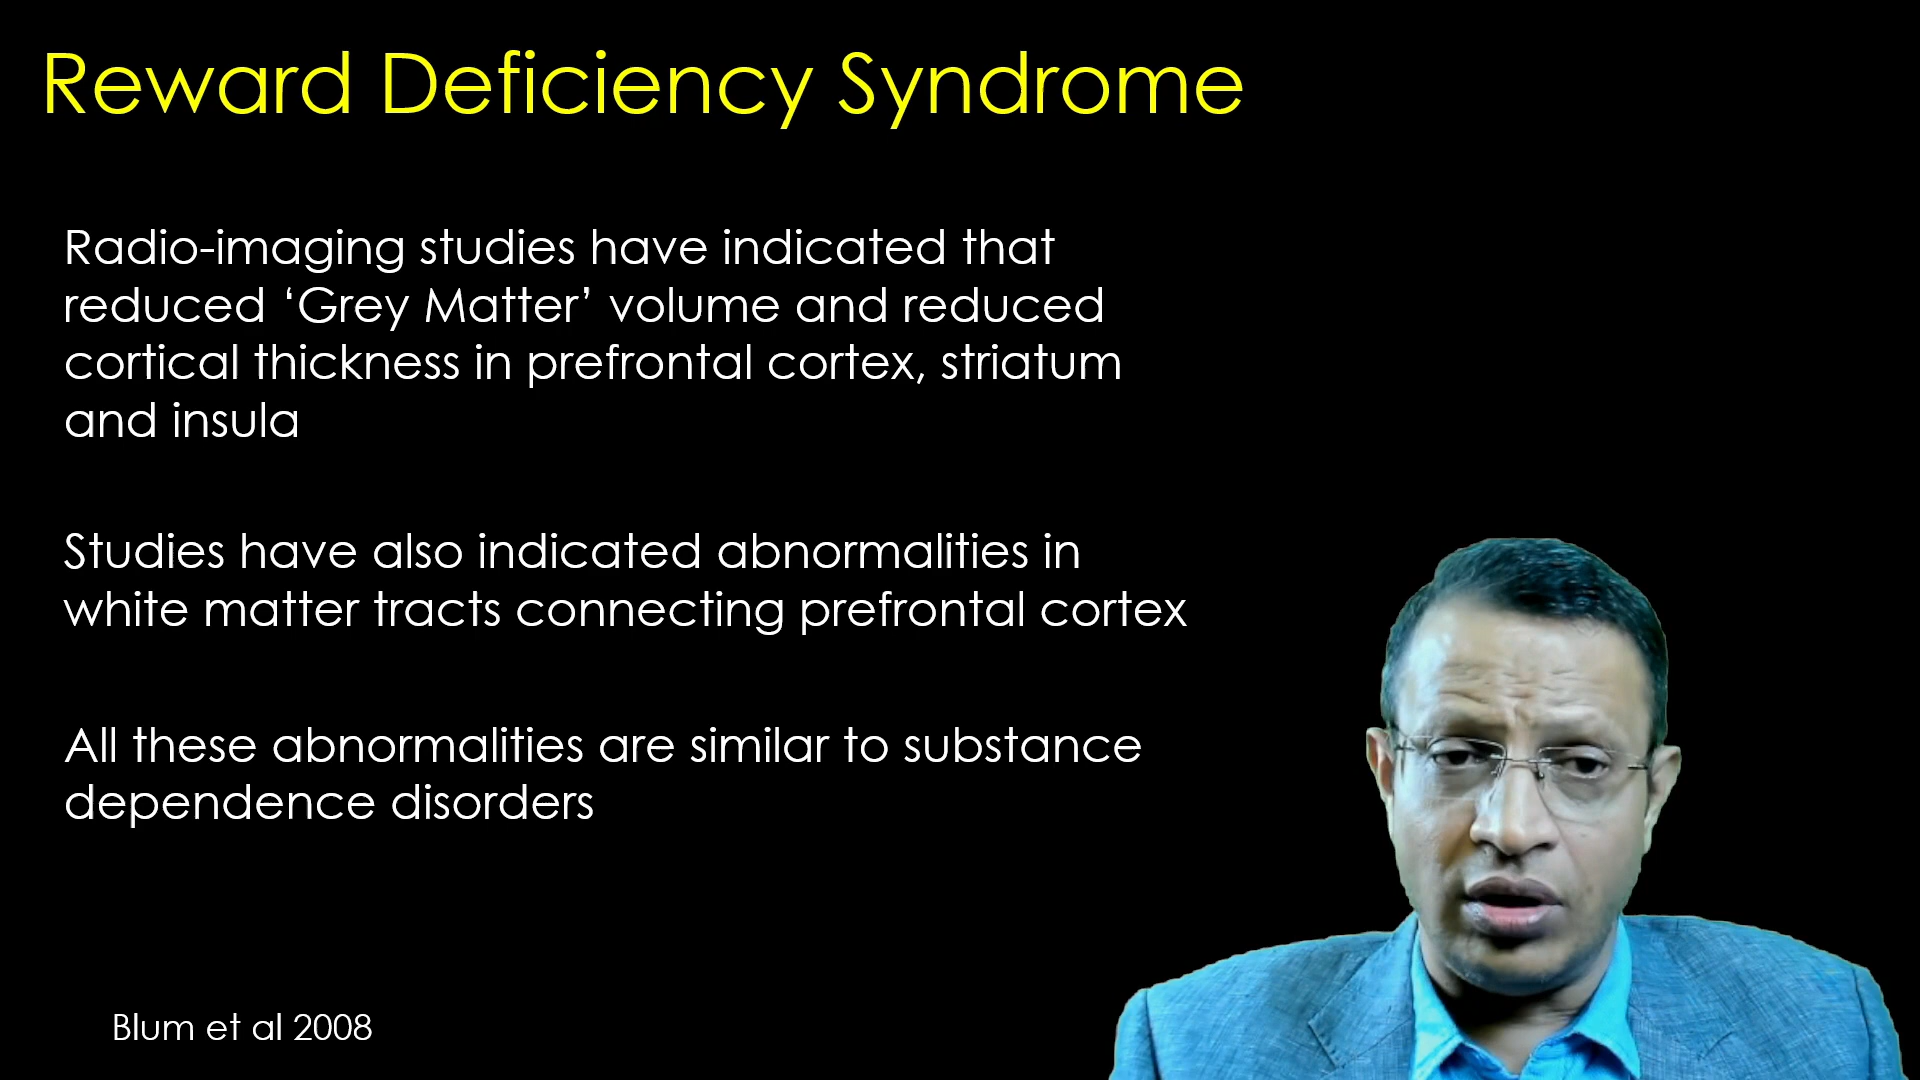 Reward Deficiency Syndrome
Radio-imaging studies have indicated that
reduced ‘Grey Matter’ volume and reduced
cortical thickness in prefrontal cortex, striatum
and insula
Studies have also indicated abnormalities in
white matter tracts connecting prefrontal cortex
All these abnormalities are similar to substance
dependence disorders
Blum et al 2008